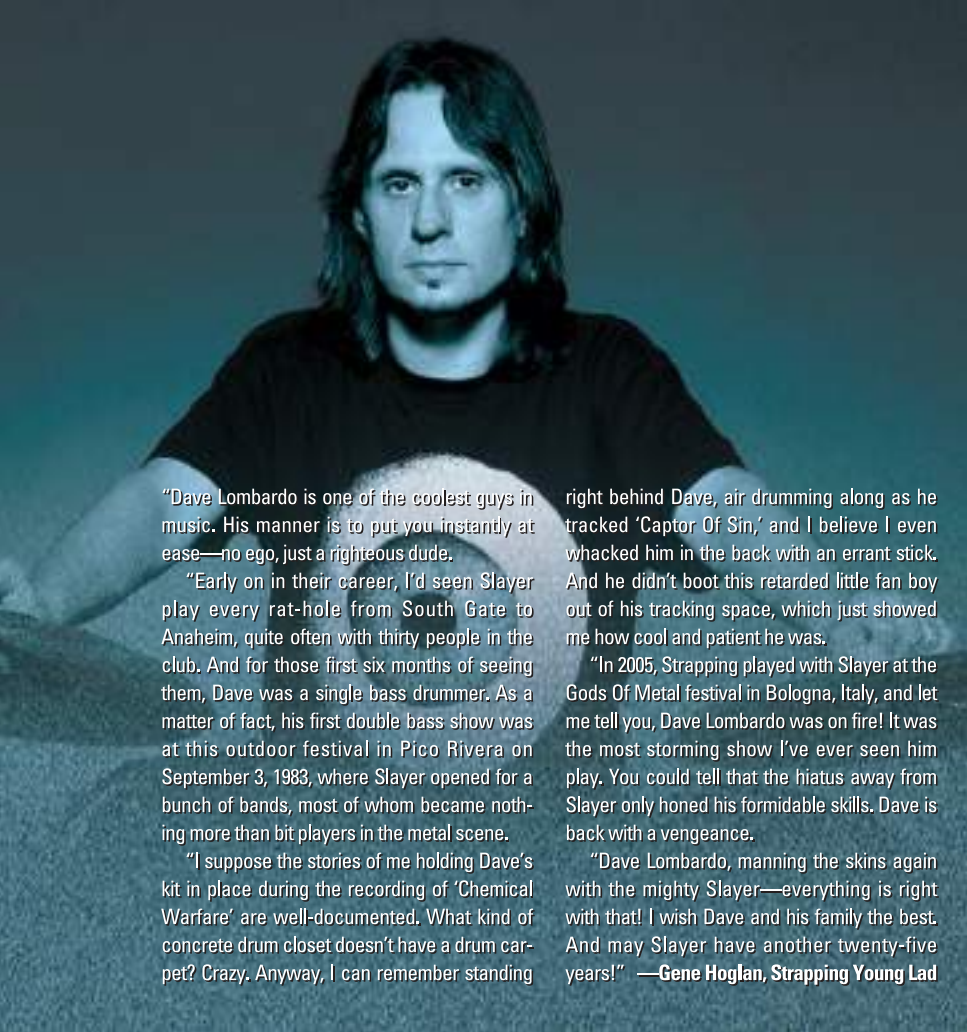 “Dave Lombardo is one of the coolest guys in
music. His manner is to put you instantly at
ease—no ego, just a righteous dude.
“Early on in their career, I’d seen Slayer
play every rat-hole from South Gate to
Anaheim, quite often with thirty people in the
club. And for those first six months of seeing
them, Dave was a single bass drummer. As a
matter of fact, his first double bass show was
at this outdoor festival in Pico Rivera on
September 3, 1983, where Slayer opened for a
bunch of bands, most of whom became noth-
ing more than bit players in the metal scene.
“I suppose the stories of me holding Dave’s
kit in place during the recording of ‘Chemical
Warfare’ are well-documented. What kind of
concrete drum closet doesn’t have a drum car-
pet? Crazy. Anyway, I can remember standing
right behind Dave, air drumming along as he
tracked ‘Captor Of Sin,’ and I believe I even
whacked him in the back with an errant stick.
And he didn’t boot this retarded little fan boy
out of his tracking space, which just showed
me how cool and patient he was.
“In 2005, Strapping played with Slayer at the
Gods Of Metal festival in Bologna, Italy, and let
me tell you, Dave Lombardo was on fire! It was
the most storming show I’ve ever seen him
play. You could tell that the hiatus away from
Slayer only honed his formidable skills. Dave is
back with a vengeance.
“Dave Lombardo, manning the skins again
with the mighty Slayer—everything is right
with that! I wish Dave and his family the best.
And may Slayer have another twenty-five
years!” —Gene Hoglan, Strapping Young Lad